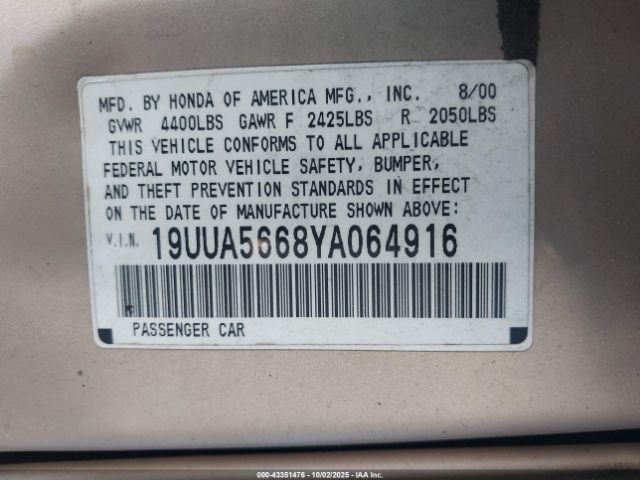 MFD. BY HONDA OF AMERICA MFG., INC. 8/00
GVWR 4400LBS GAWR F 2425LBS R 2050LBS
THIS VEHICLE CONFORMS TO ALL APPLICABLE
FEDERAL MOTOR VEHICLE SAFETY, BUMPER,
AND THEFT PREVENTION STANDARDS IN EFFECT
ON THE DATE OF MANUFACTURE SHOWN ABOVE:
V.I.N. 19UUA5668YA064916
PASSENGER CAR
000-43351476 - 10/02/2025 - IAA Inc.